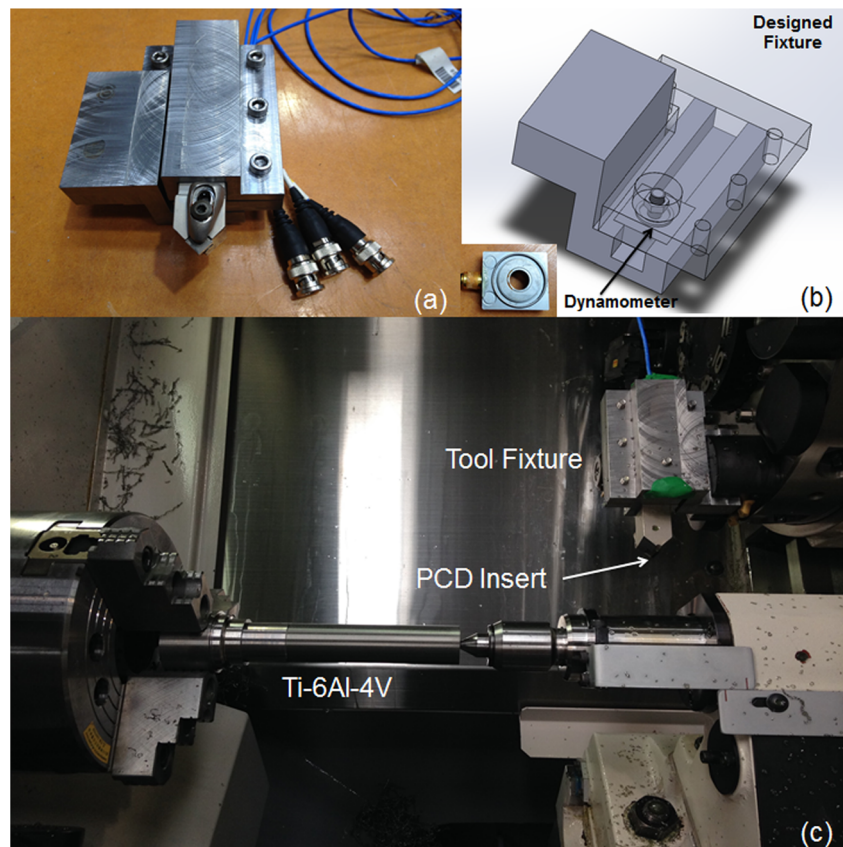 (a)
Designed
Fixture
Dynamometer
(b)
Tool Fixture
PCD Insert
Ti-6Al-4V
(c)